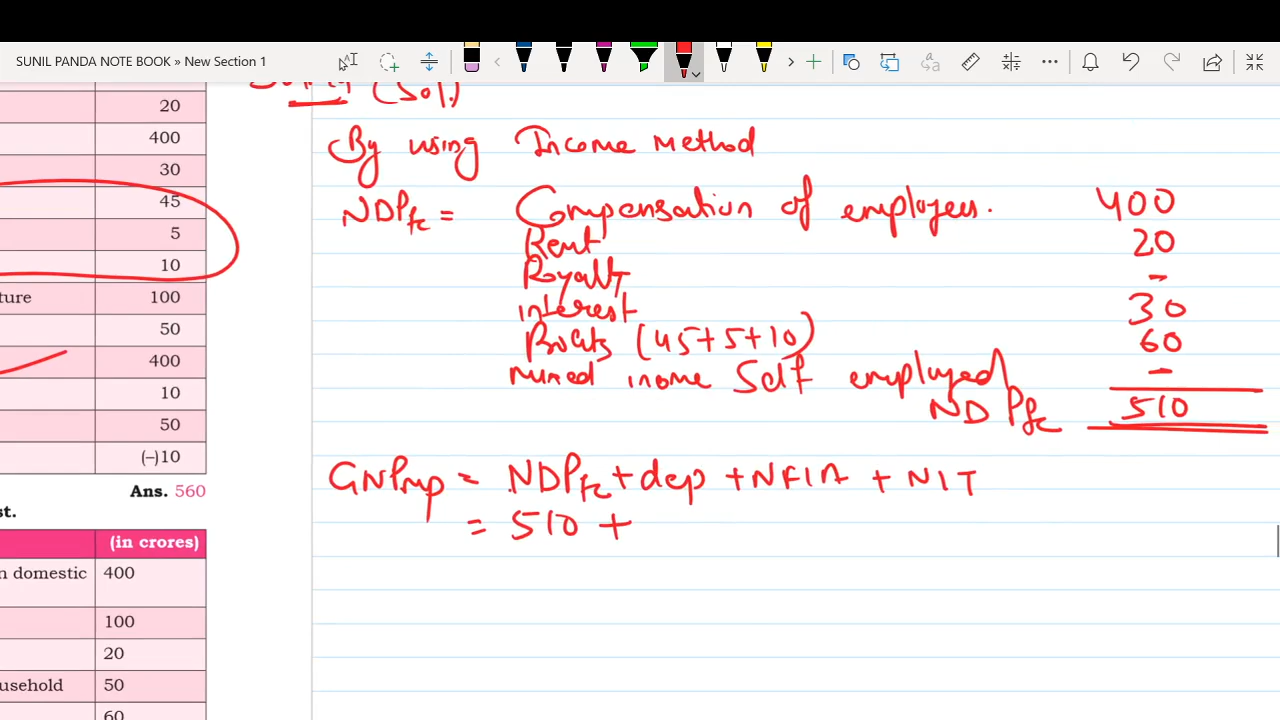 SUNIL PANDA NOTE BOOK » New Section 1
20
400
30
45
5
10
ture 100
50
400
10
50
(−)10
Ans. 560
st.
(in crores)
n domestic 400
100
20
usehold 50
60
(Sol.)
By using Income Method
NDPfc = Compensation of employees. 400
Rent 20
Royalty -
interest 30
Profits (45+5+10) 60
mixed income Self employed -
NDPfc 510
GNPmp = NDPfc + dep + NFIA + NIT
= 510 +